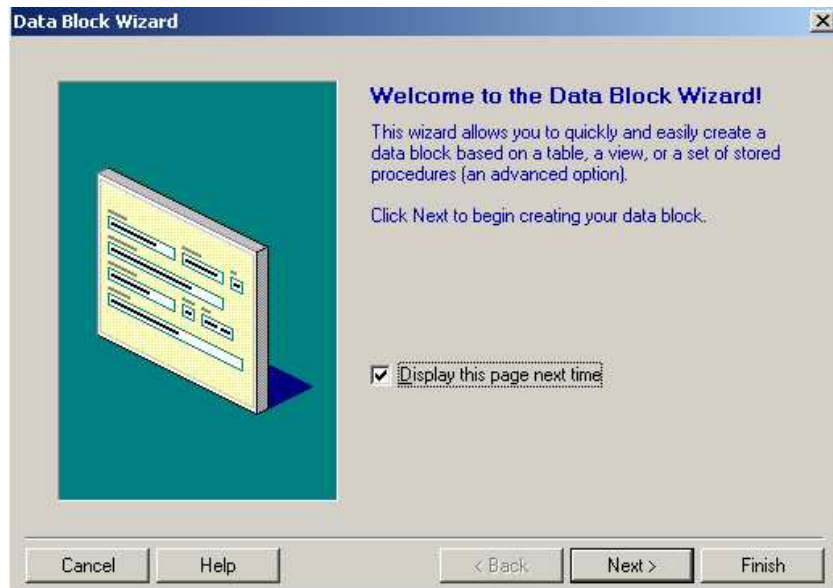 Data Block Wizard
Welcome to the Data Block Wizard!
This wizard allows you to quickly and easily create a
data block based on a table, a view, or a set of stored
procedures (an advanced option).
Click Next to begin creating your data block.
Display this page next time
Cancel
Help
< Back
Next >
Finish